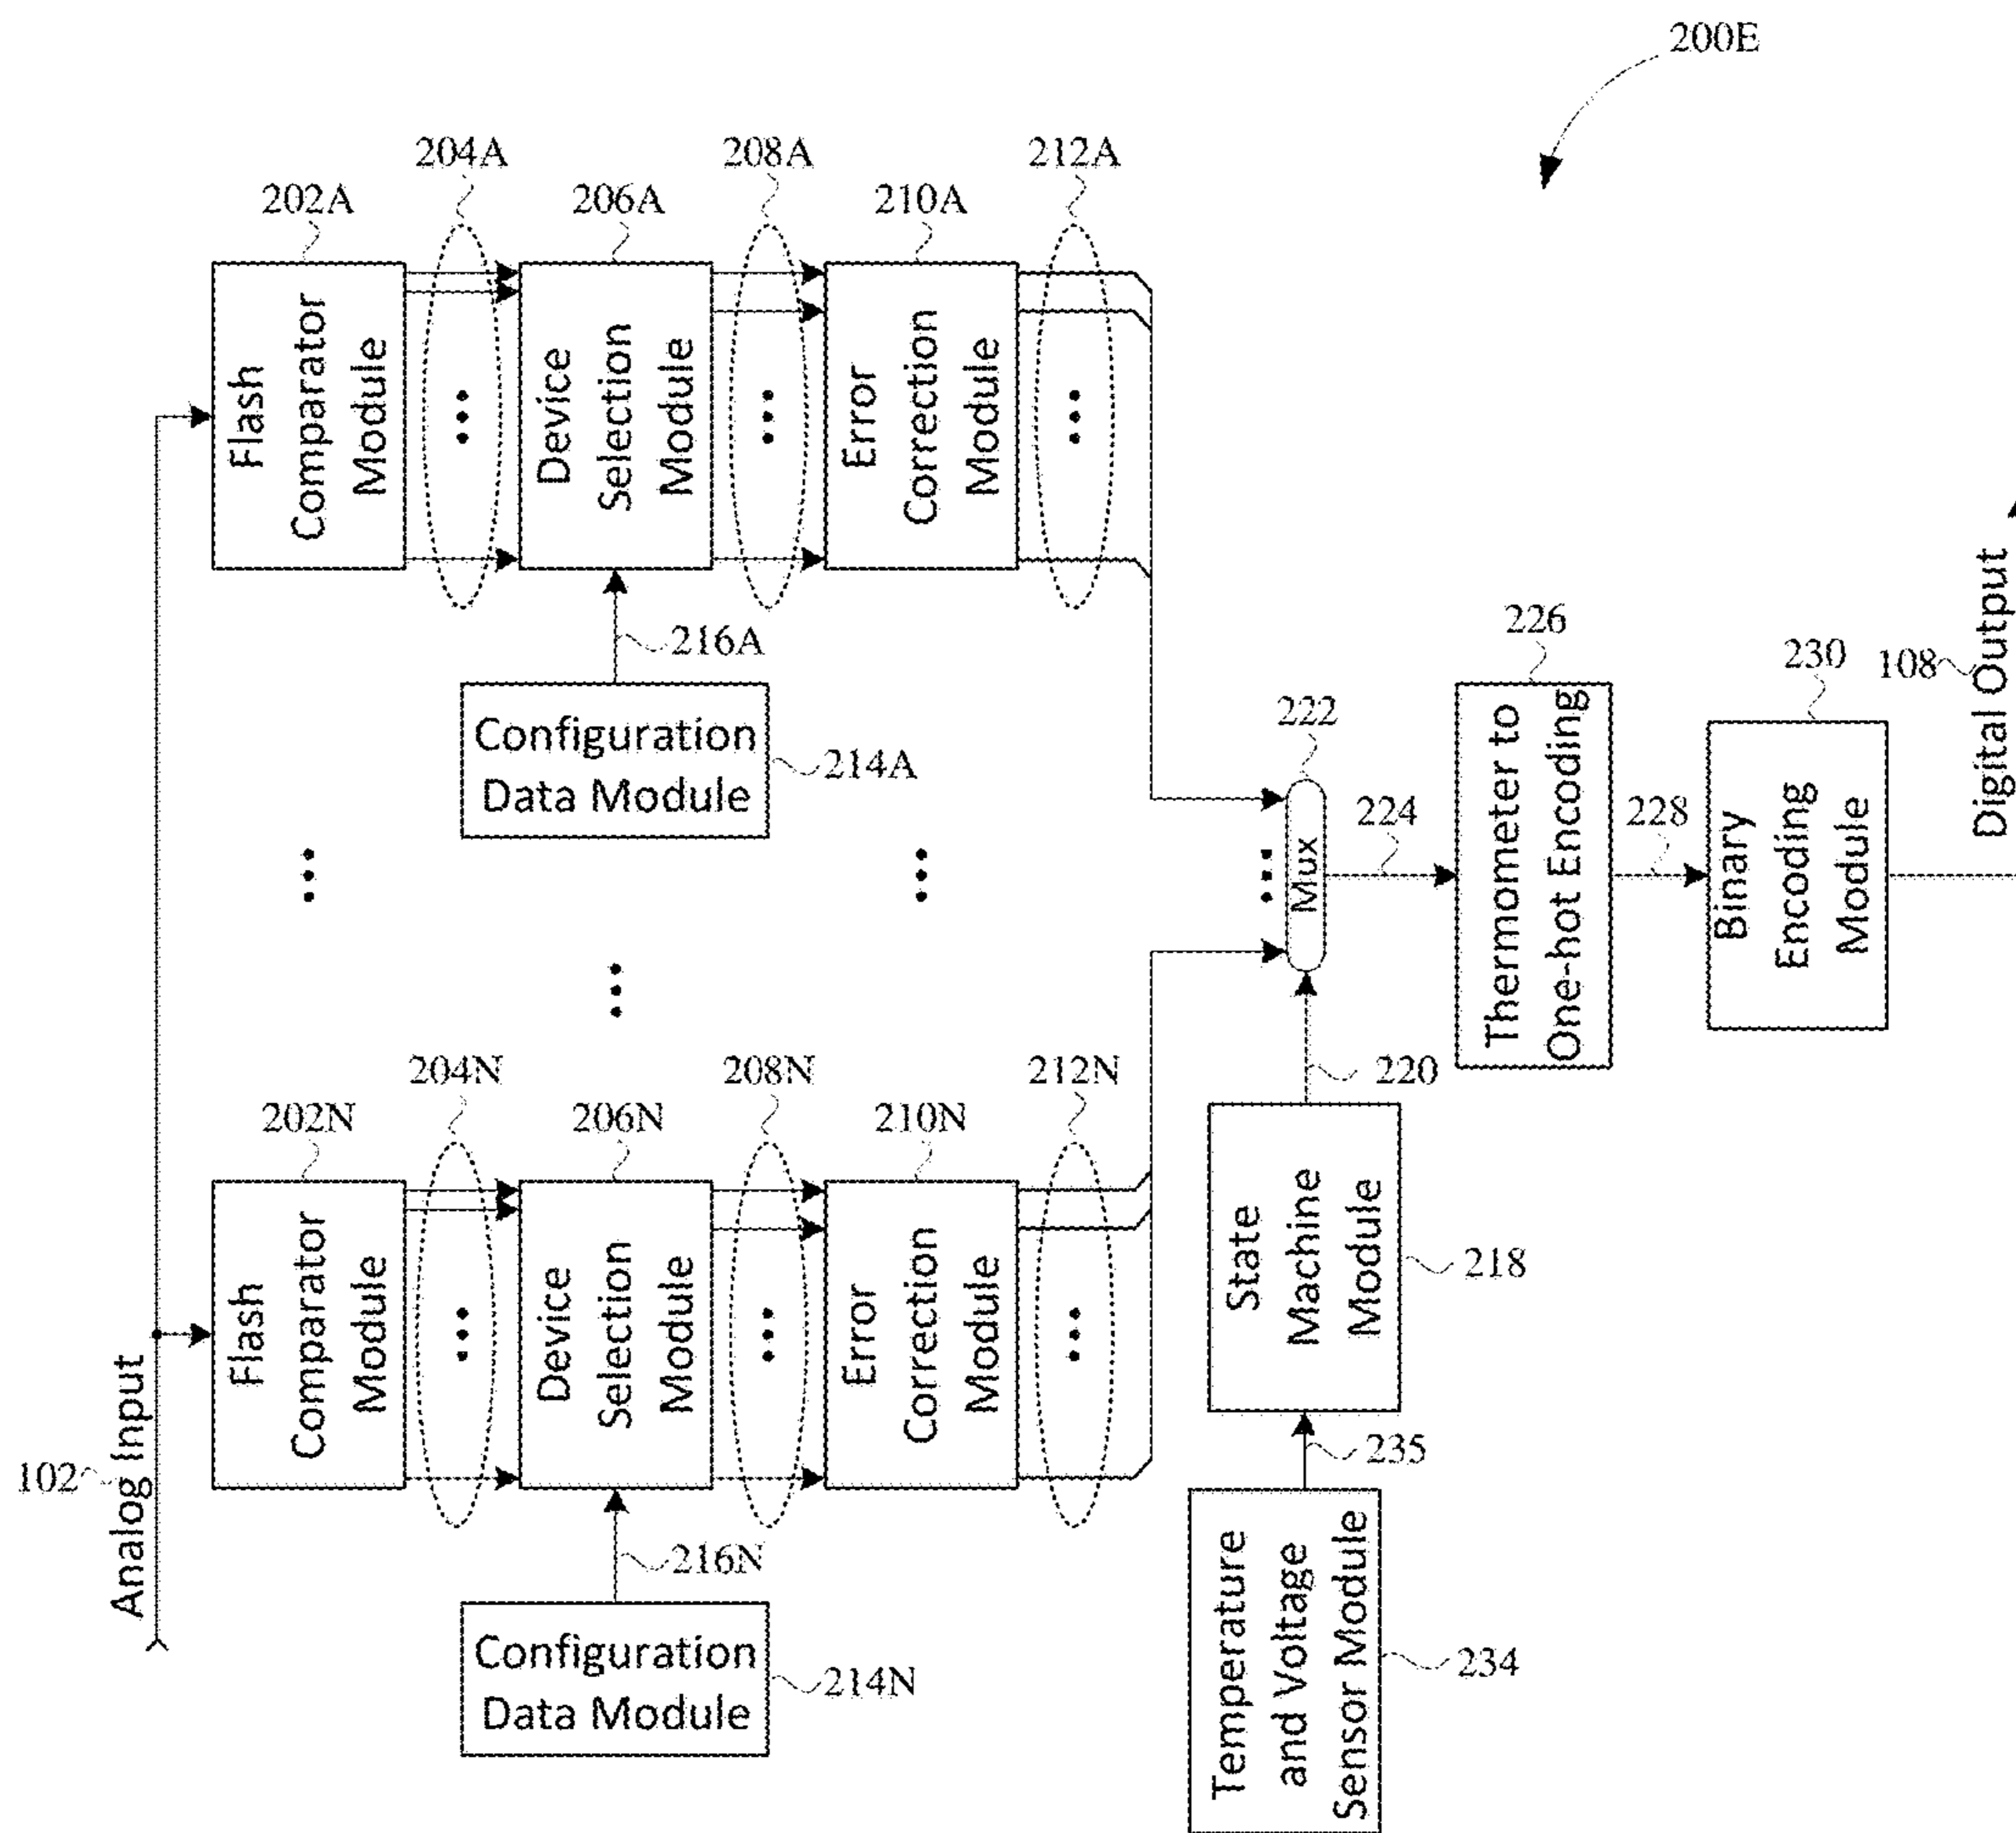 200E
204A
208A
212A
202A
206A
210A
Flash
Comparator
Module
Device
Selection
Module
Error
Correction
Module
216A
Configuration
Data Module
214A
222
Mux
224
226
Thermometer to
One-hot Encoding
228
230
Binary
Encoding
Module
108
Digital Output
220
204N
208N
212N
202N
206N
210N
Flash
Comparator
Module
Device
Selection
Module
Error
Correction
Module
State
Machine
Module
218
102
Analog Input
235
216N
Configuration
Data Module
214N
Temperature
and Voltage
Sensor Module
234